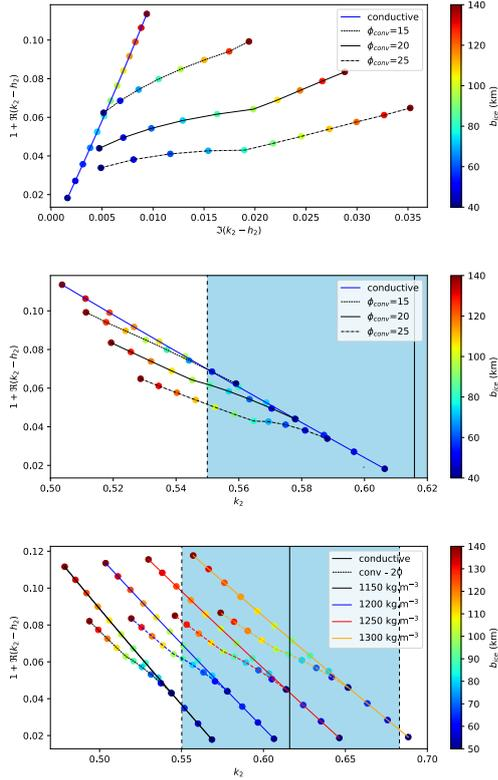 conductive
ϕconv=15
ϕconv=20
ϕconv=25
0.10
0.08
0.06
0.04
0.02
1 + ℜ(k2 − h2)
0.000 0.005 0.010 0.015 0.020 0.025 0.030 0.035
ℑ(k2 − h2)
140
120
100
80
60
40
bice (km)
conductive
ϕconv=15
ϕconv=20
ϕconv=25
0.10
0.08
0.06
0.04
0.02
1 + ℜ(k2 − h2)
0.50 0.52 0.54 0.56 0.58 0.60 0.62
k2
140
120
100
80
60
40
bice (km)
conductive
conv - 20
1150 kg.m−3
1200 kg.m−3
1250 kg.m−3
1300 kg.m−3
0.12
0.10
0.08
0.06
0.04
0.02
1 + ℜ(k2 − h2)
0.50 0.55 0.60 0.65 0.70
k2
140
130
120
110
100
90
80
70
60
50
bice (km)